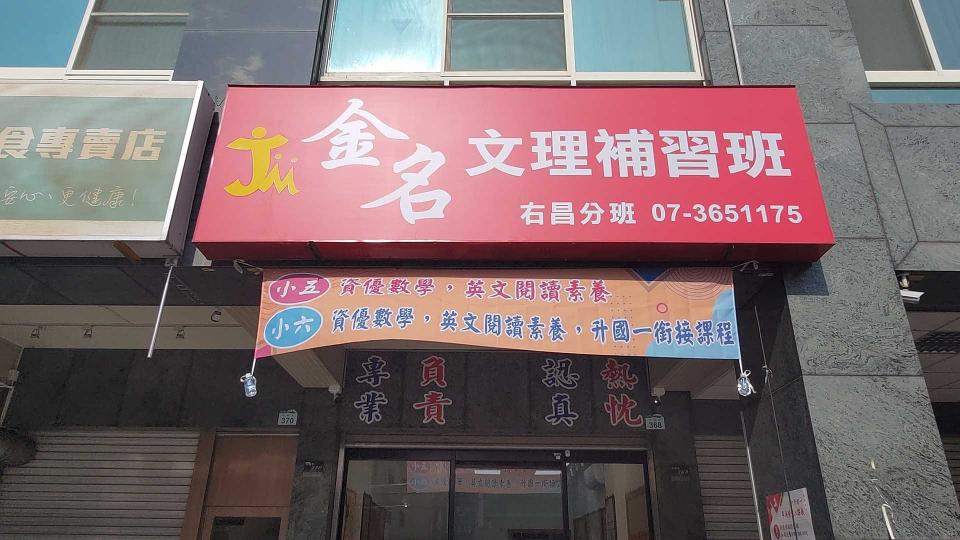 食專賣店
安心、更健康!
金名 文理補習班
右昌分班 07-3651175
小五 資優數學,英文閱讀素養
小六 資優數學,英文閱讀素養,升國一銜接課程
專業 負責 認真 熱忱
370
368